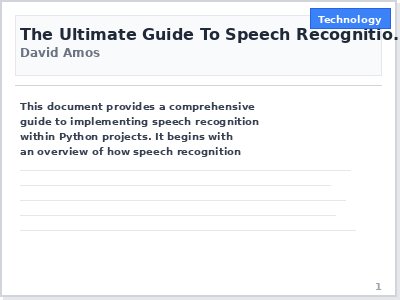 Technology
The Ultimate Guide To Speech Recognitio.
David Amos
This document provides a comprehensive
guide to implementing speech recognition
within Python projects. It begins with
an overview of how speech recognition
1